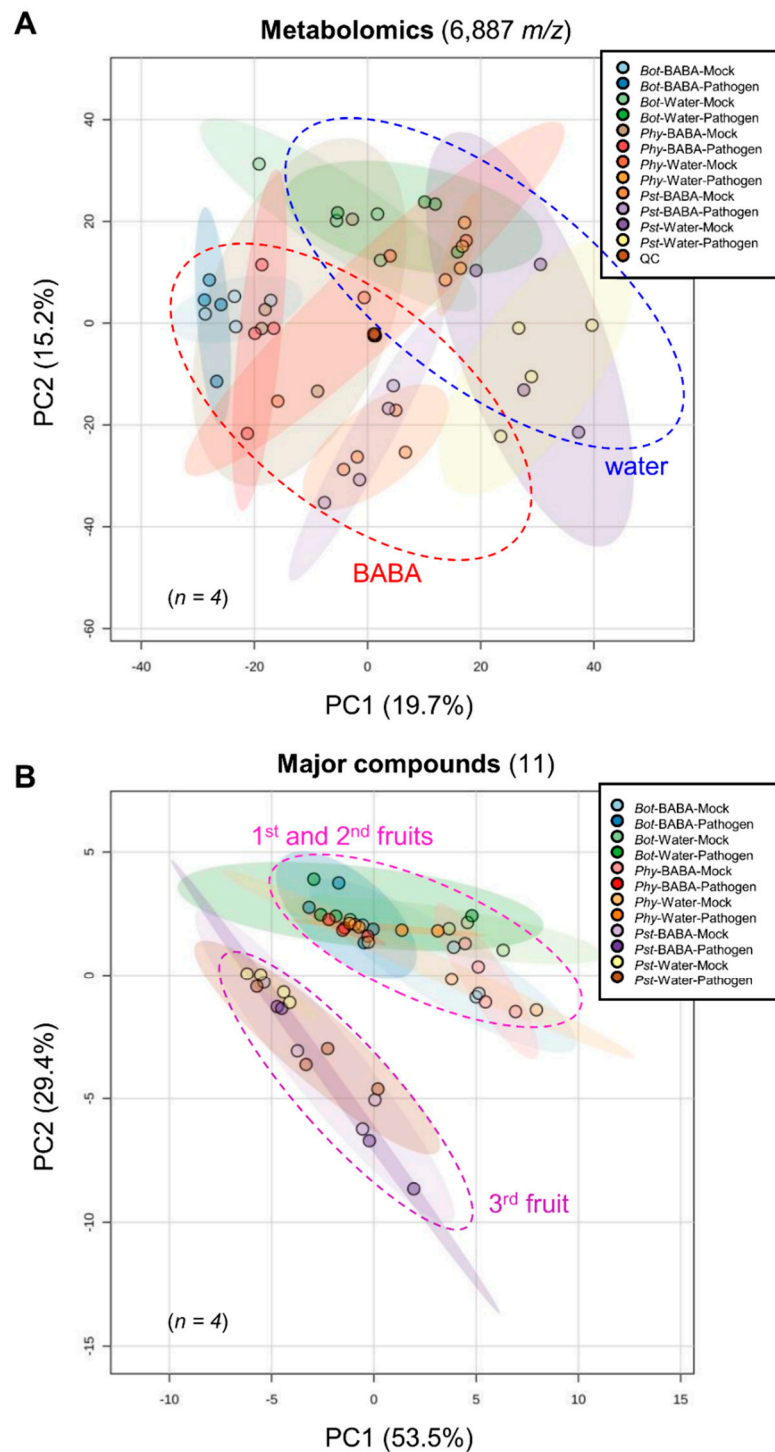 A
Metabolomics (6,887 m/z)
Bot-BABA-Mock
Bot-BABA-Pathogen
Bot-Water-Mock
Bot-Water-Pathogen
Phy-BABA-Mock
Phy-BABA-Pathogen
Phy-Water-Mock
Phy-Water-Pathogen
Pst-BABA-Mock
Pst-BABA-Pathogen
Pst-Water-Mock
Pst-Water-Pathogen
QC
40
20
0
-20
-40
-60
PC2 (15.2%)
water
BABA
(n = 4)
-40 -20 0 20 40
PC1 (19.7%)
B
Major compounds (11)
Bot-BABA-Mock
Bot-BABA-Pathogen
Bot-Water-Mock
Bot-Water-Pathogen
Phy-BABA-Mock
Phy-BABA-Pathogen
Phy-Water-Mock
Phy-Water-Pathogen
Pst-BABA-Mock
Pst-BABA-Pathogen
Pst-Water-Mock
Pst-Water-Pathogen
1st and 2nd fruits
5
0
-5
-10
-15
PC2 (29.4%)
3rd fruit
(n = 4)
-10 -5 0 5 10 15
PC1 (53.5%)